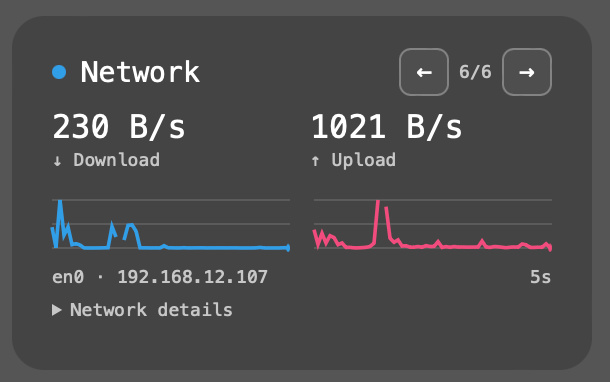 Network ← 6/6 →
230 B/s 1021 B/s
↓ Download ↑ Upload
en0 · 192.168.12.107 5s
▶ Network details